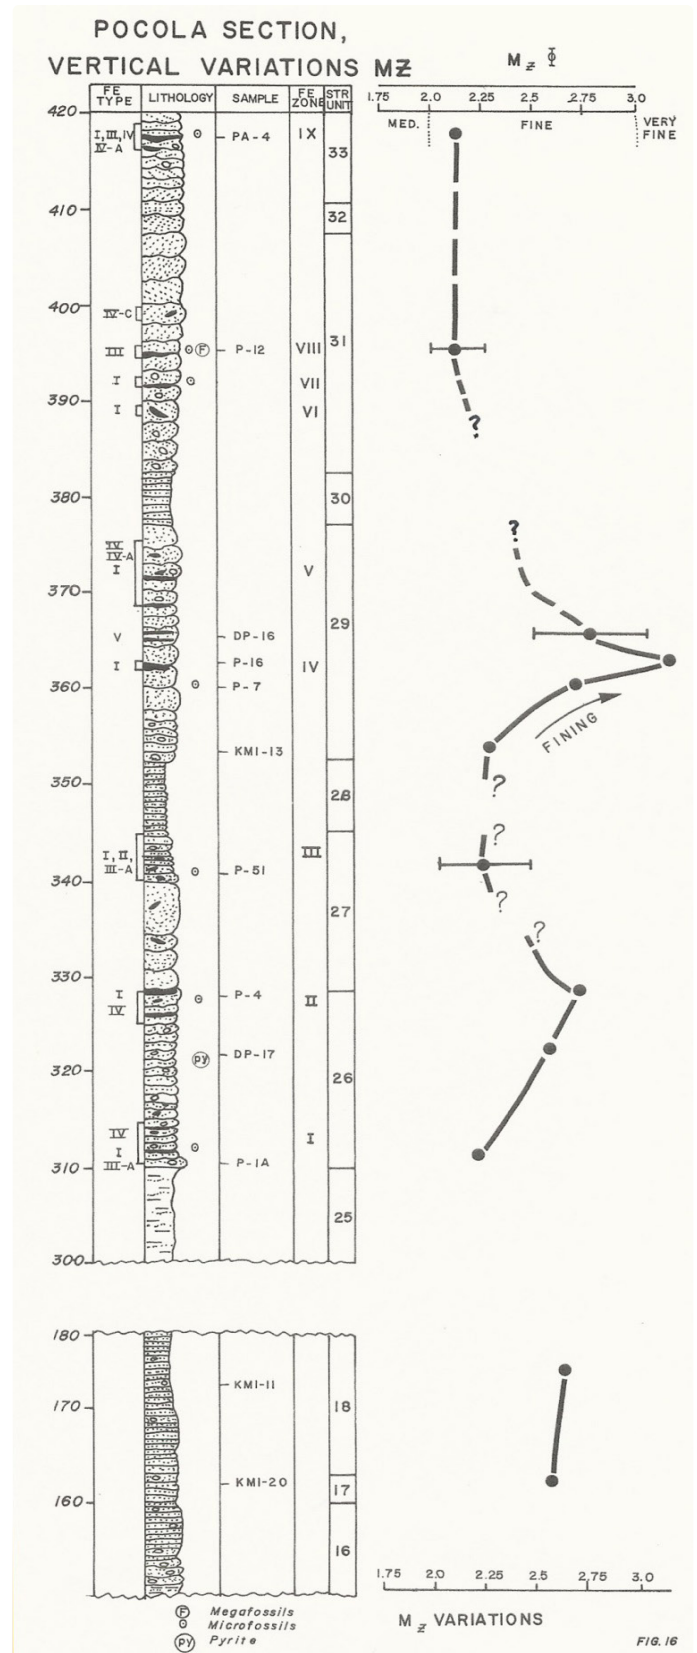 POCOLA SECTION,
VERTICAL VARIATIONS MZ
Mz Φ
FE TYPE LITHOLOGY SAMPLE FE ZONE STR UNIT
1.75 2.0 2.25 2.5 2.75 3.0
MED. FINE VERY FINE
420
I, III, IV PA-4 IX
IV-A
33
410
32
400
IV-C
31
III F P-12 VIII
I VII
390
I VI
?
380
30
?
IV
IV-A
I V
370
29
V DP-16
I P-16 IV
360 P-7
FINING
KM1-13
350
?
28
?
I, II, III
III-A P-51
340
?
27
?
330
I P-4 II
IV
DP-17
PY
320
26
IV I
I
310 III-A P-1A
25
300
180
KM1-11
170
18
KM1-20
17
160
16
1.75 2.0 2.25 2.5 2.75 3.0
Mz VARIATIONS
F Megafossils
Microfossils
PY Pyrite
FIG. 16